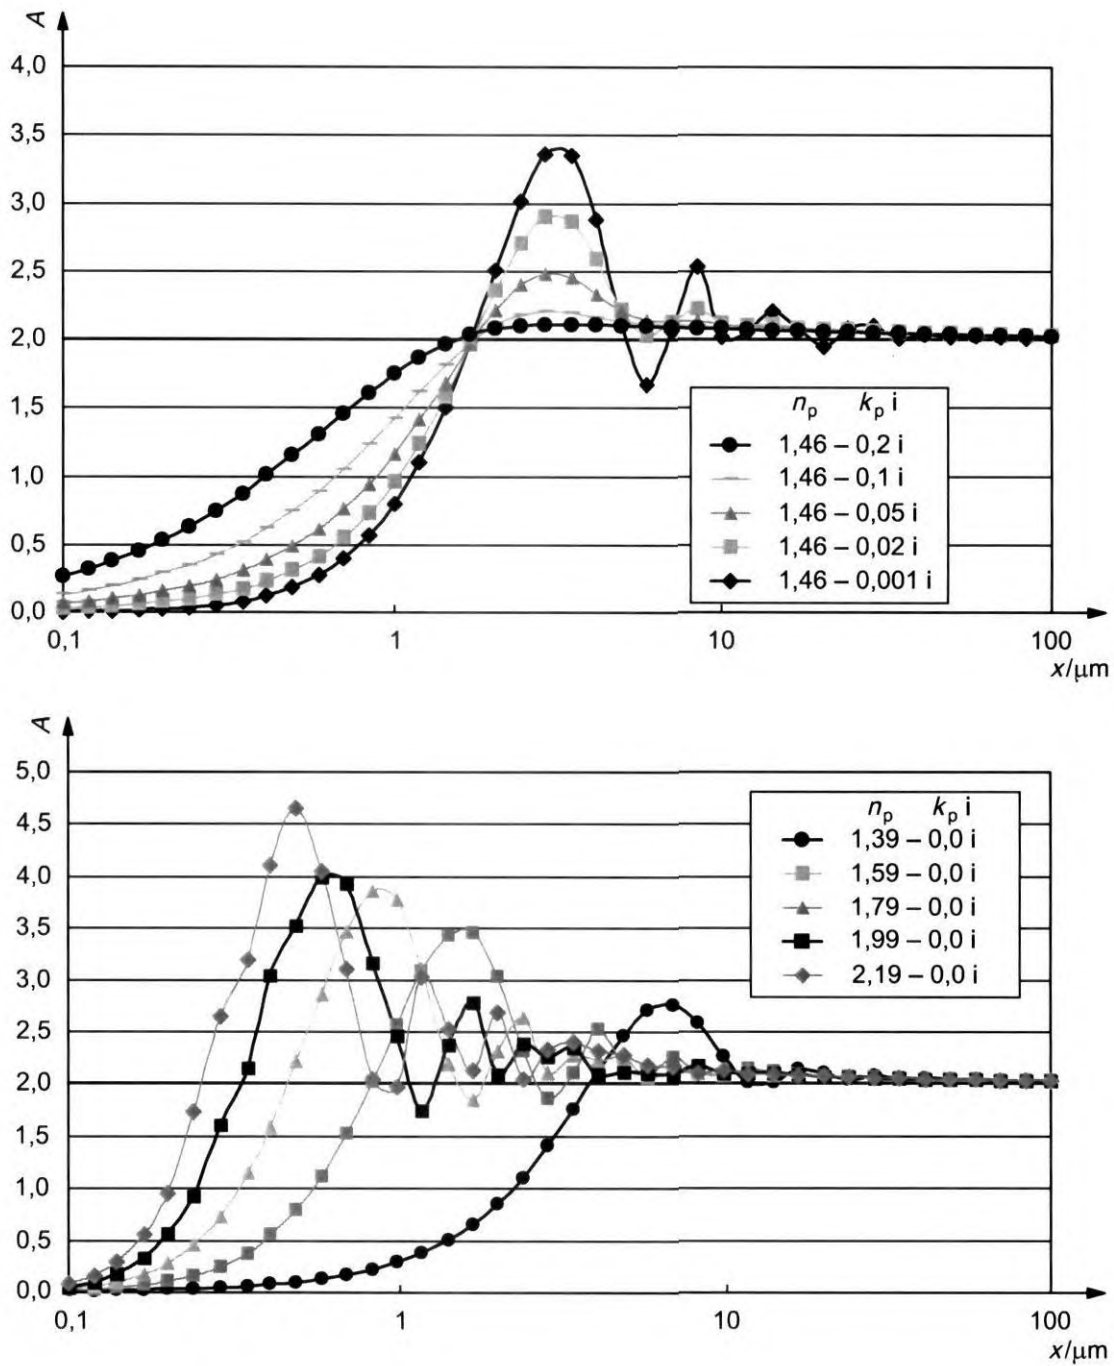 A
4,0
3,5
3,0
2,5
2,0
1,5
1,0
0,5
0,0
n_p k_p i
1,46 – 0,2 i
1,46 – 0,1 i
1,46 – 0,05 i
1,46 – 0,02 i
1,46 – 0,001 i
0,1 1 10 100
x/μm
A
5,0
4,5
4,0
3,5
3,0
2,5
2,0
1,5
1,0
0,5
0,0
n_p k_p i
1,39 – 0,0 i
1,59 – 0,0 i
1,79 – 0,0 i
1,99 – 0,0 i
2,19 – 0,0 i
0,1 1 10 100
x/μm